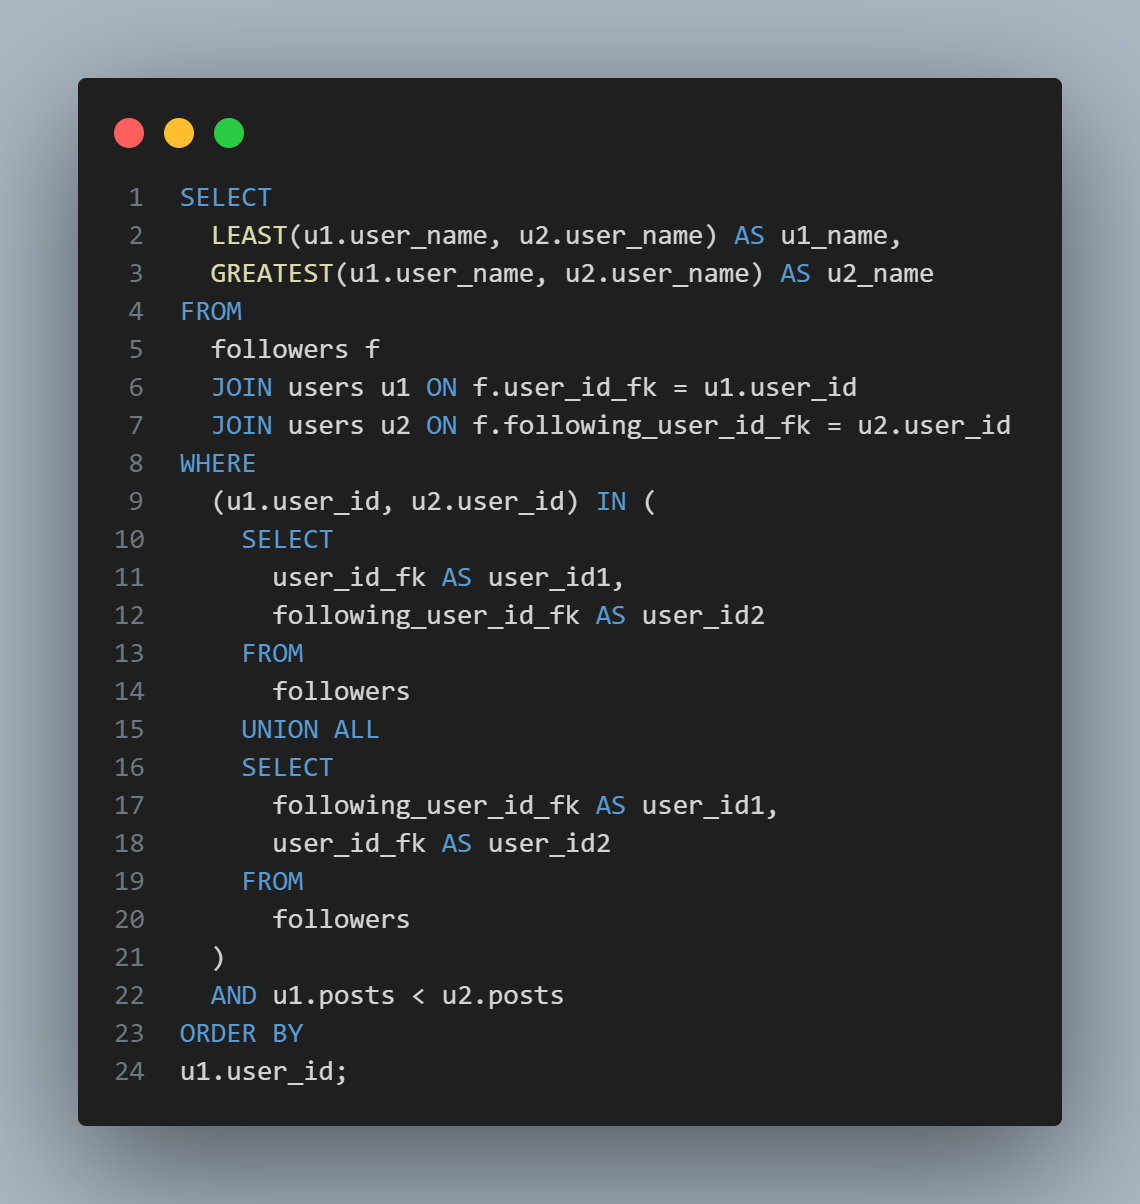 1 SELECT
2   LEAST(u1.user_name, u2.user_name) AS u1_name,
3   GREATEST(u1.user_name, u2.user_name) AS u2_name
4 FROM
5   followers f
6   JOIN users u1 ON f.user_id_fk = u1.user_id
7   JOIN users u2 ON f.following_user_id_fk = u2.user_id
8 WHERE
9   (u1.user_id, u2.user_id) IN (
10     SELECT
11       user_id_fk AS user_id1,
12       following_user_id_fk AS user_id2
13     FROM
14       followers
15     UNION ALL
16     SELECT
17       following_user_id_fk AS user_id1,
18       user_id_fk AS user_id2
19     FROM
20       followers
21   )
22   AND u1.posts < u2.posts
23 ORDER BY
24 u1.user_id;